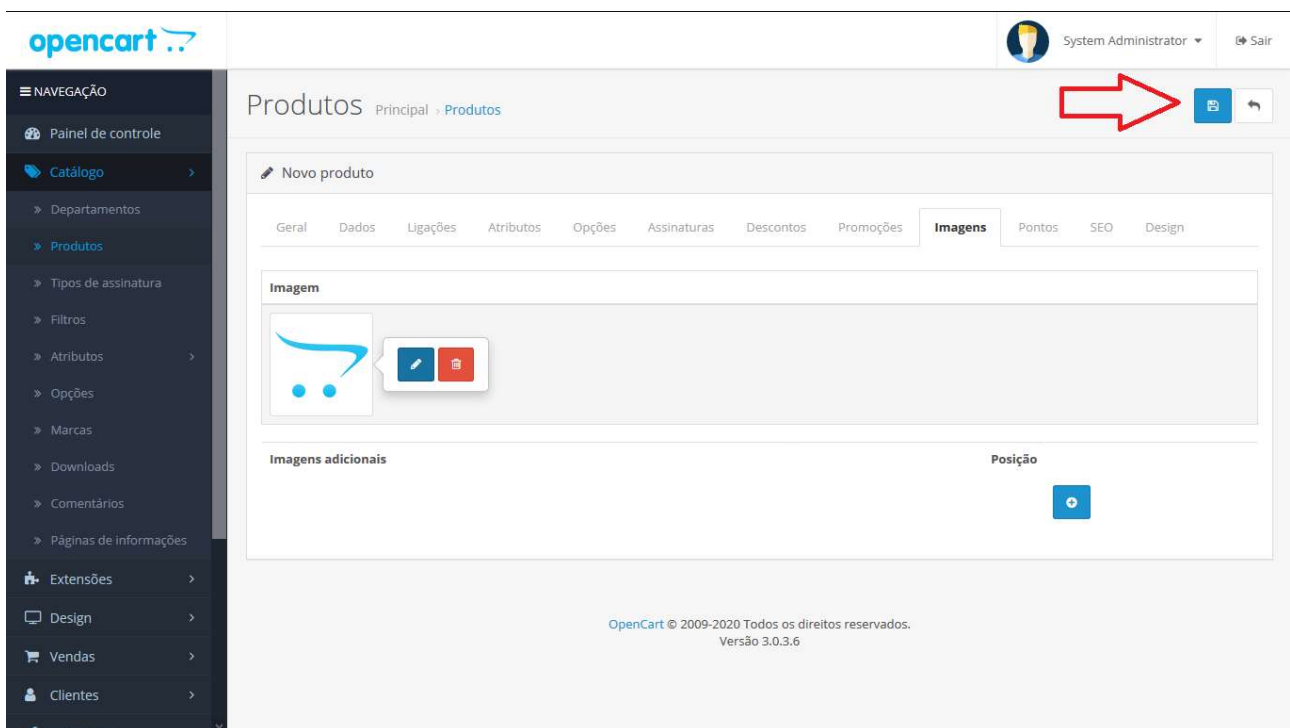 opencart
System Administrator
Sair
NAVEGAÇÃO
Painel de controle
Catálogo
» Departamentos
» Produtos
» Tipos de assinatura
» Filtros
» Atributos
» Opções
» Marcas
» Downloads
» Comentários
» Páginas de informações
Extensões
Design
Vendas
Clientes
Produtos Principal › Produtos
Novo produto
Geral Dados Ligações Atributos Opções Assinaturas Descontos Promoções Imagens Pontos SEO Design
Imagem
Imagens adicionais Posição
OpenCart © 2009-2020 Todos os direitos reservados.
Versão 3.0.3.6